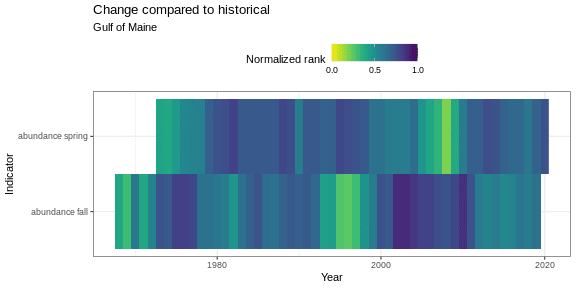 Change compared to historical
Gulf of Maine
Normalized rank
0.0 0.5 1.0
Indicator
abundance spring
abundance fall
1980 2000 2020
Year